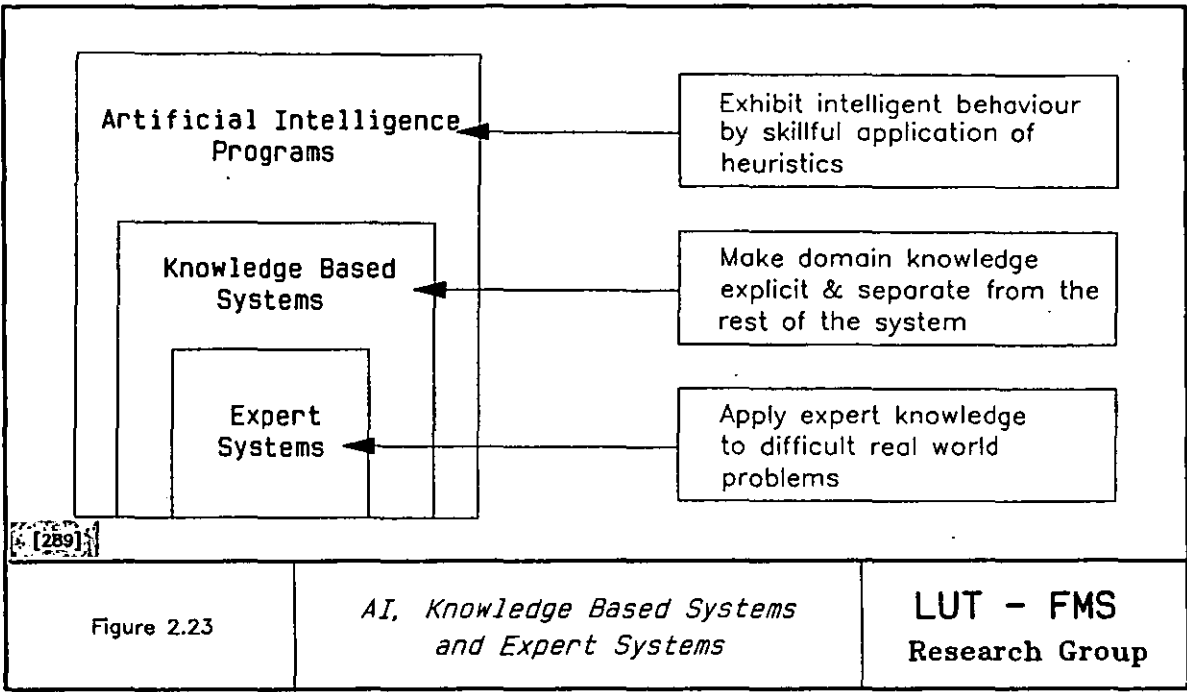 Artificial Intelligence
Programs
Exhibit intelligent behaviour
by skillful application of
heuristics
Knowledge Based
Systems
Make domain knowledge
explicit & separate from the
rest of the system
Expert
Systems
Apply expert knowledge
to difficult real world
problems
[289]
Figure 2.23
AI, Knowledge Based Systems
and Expert Systems
LUT - FMS
Research Group